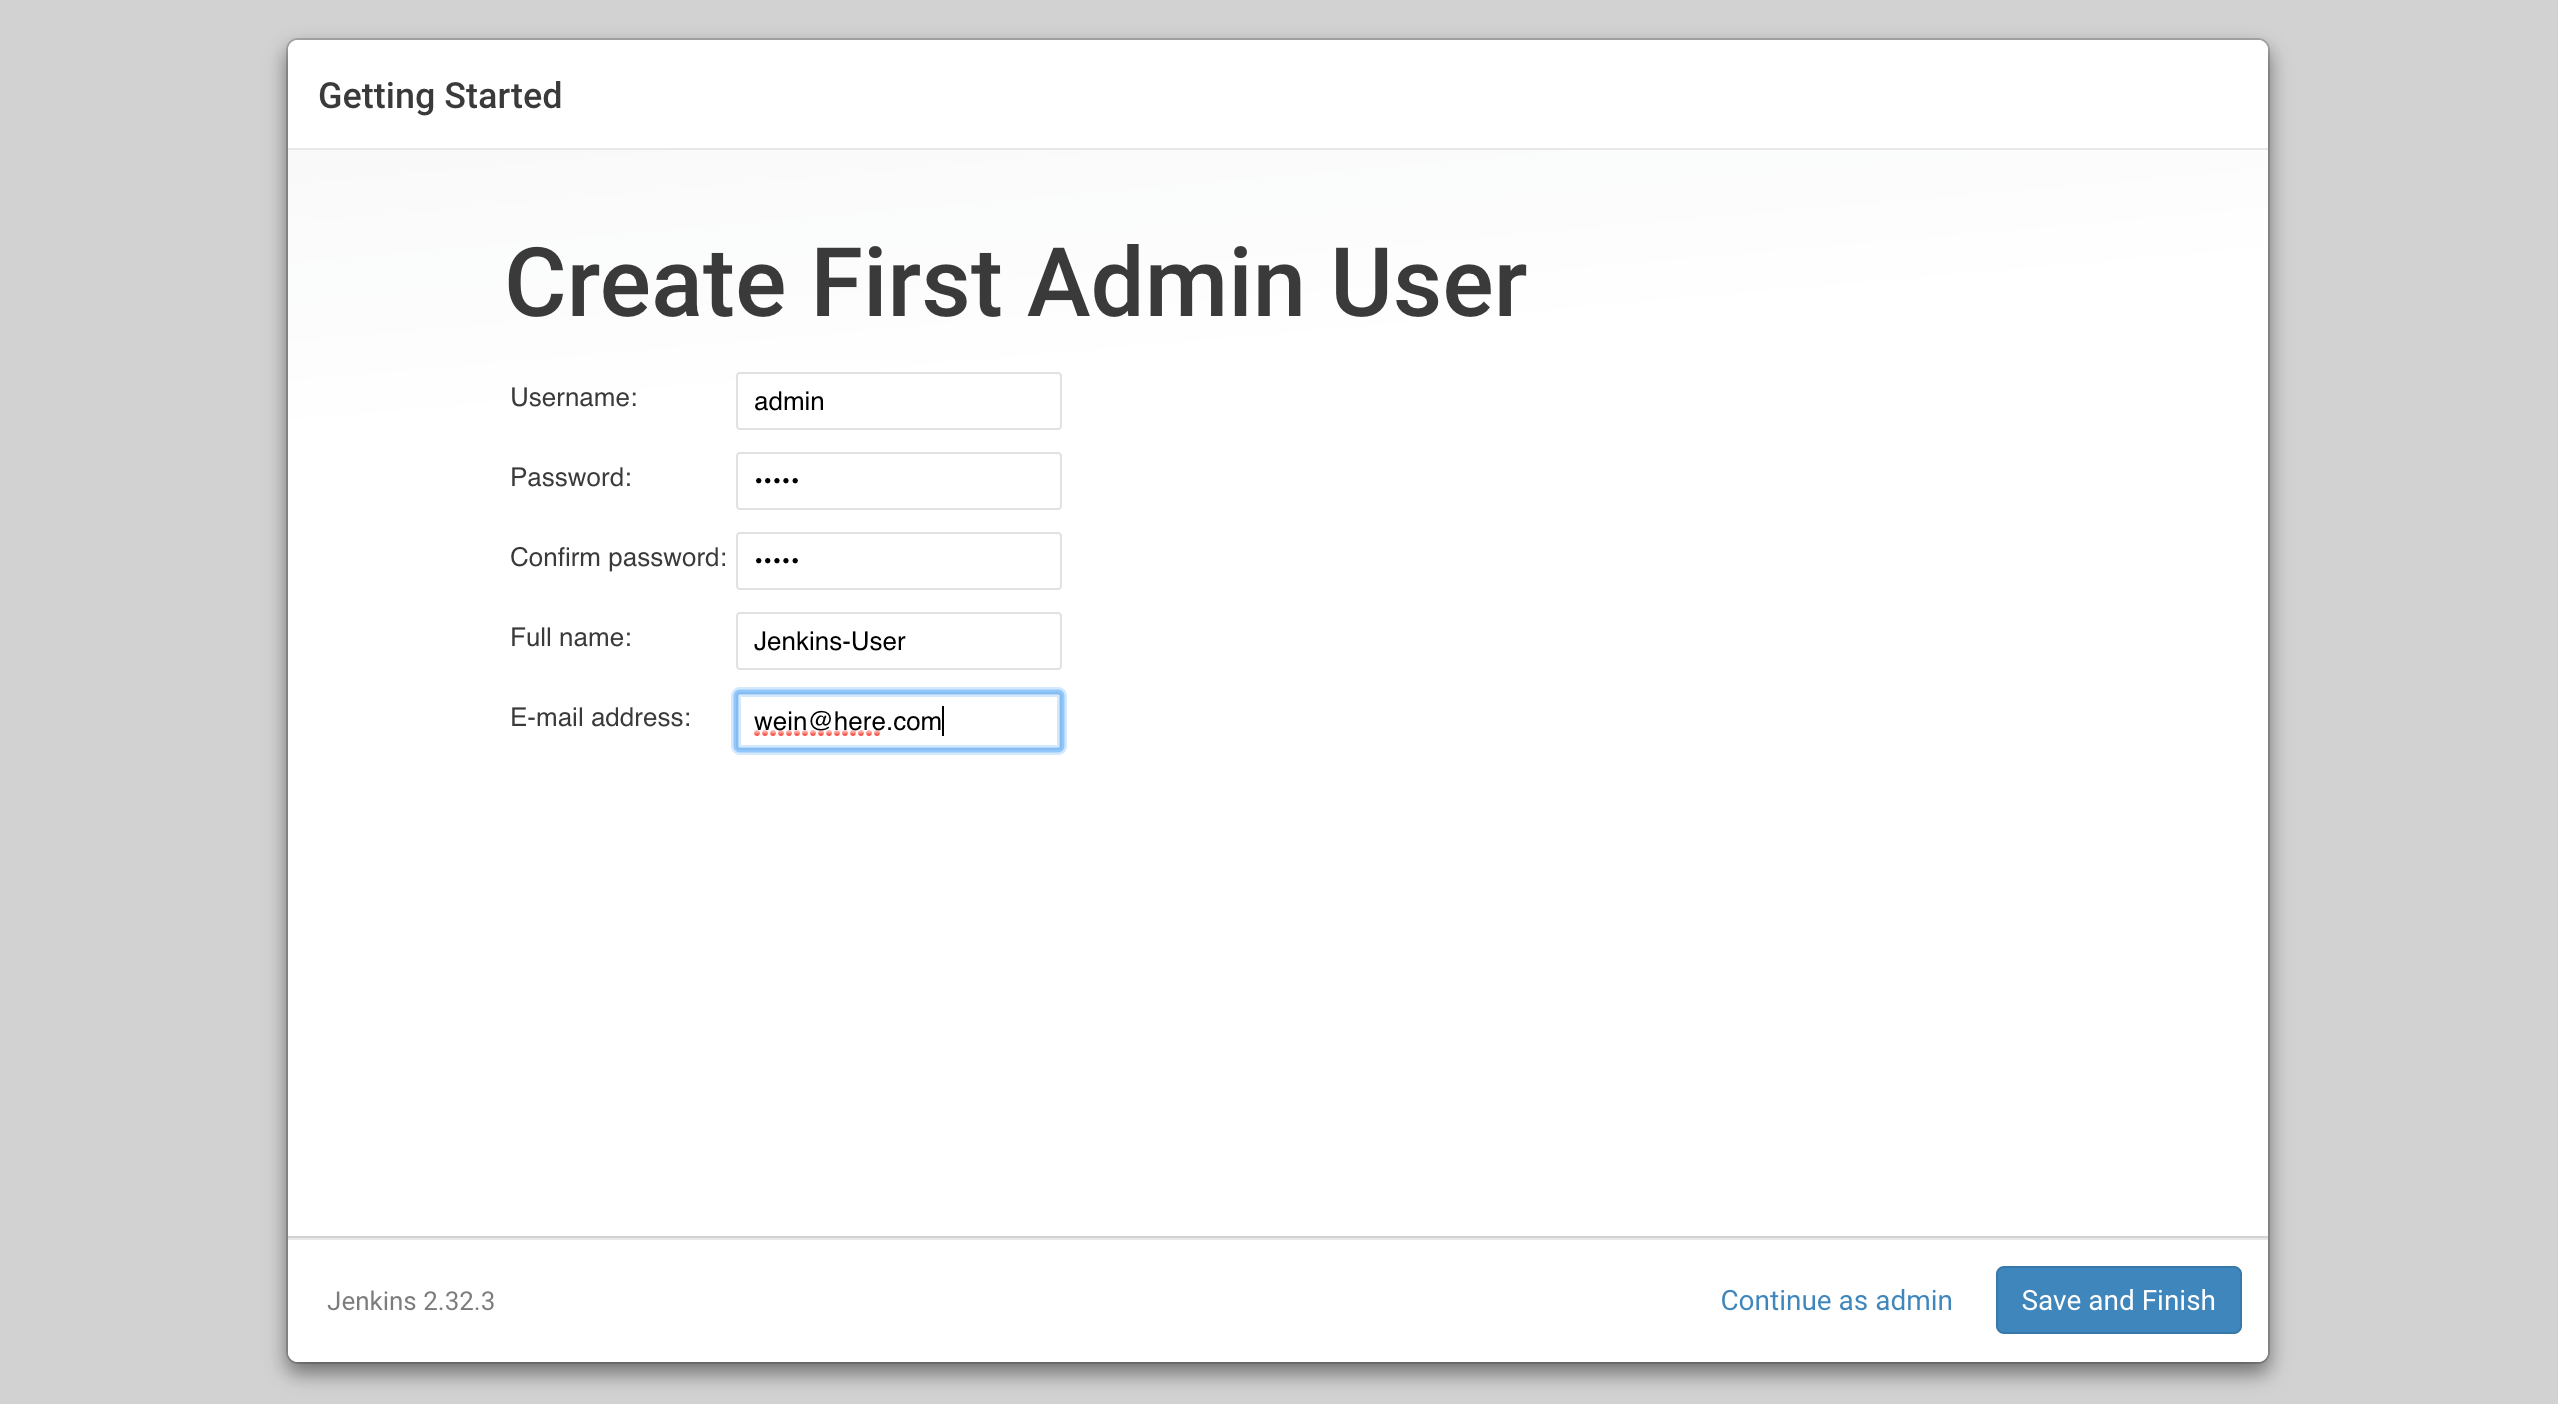 Getting Started
Create First Admin User
Username: admin
Password: •••••
Confirm password: •••••
Full name: Jenkins-User
E-mail address: wein@here.com
Jenkins 2.32.3 Continue as admin Save and Finish